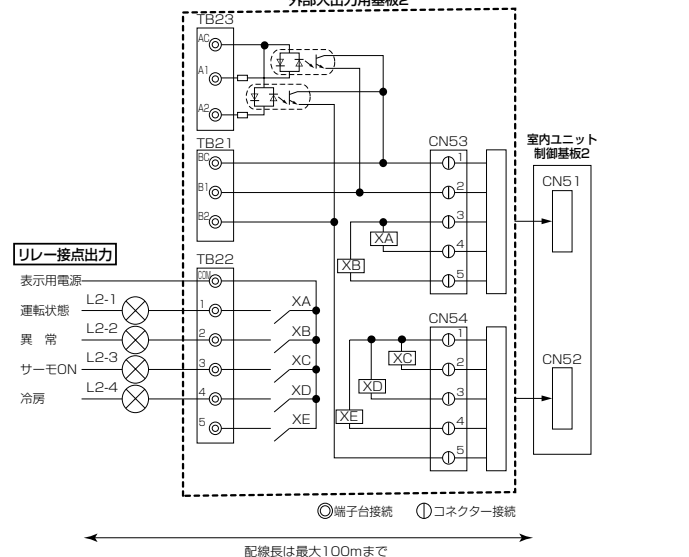 外部入出力用基板2
TB23
AC
A1
A2
TB21
BC
B1
B2
CN53
1
2
3
4
5
XA
XB
室内ユニット
制御基板2
CN51
リレー接点出力
表示用電源
運転状態 L2-1
異 常 L2-2
サーモON L2-3
冷房 L2-4
TB22
COM
1
2
3
4
5
XA
XB
XC
XD
XE
CN54
1
2
3
4
5
XC
XD
XE
CN52
◎端子台接続 コネクター接続
配線長は最大100mまで